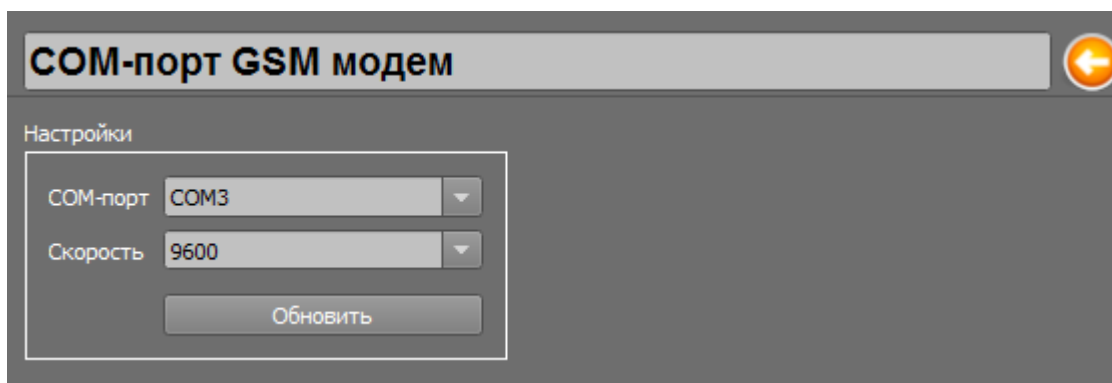 COM-порт GSM модем
Настройки
COM-порт COM3
Скорость 9600
Обновить